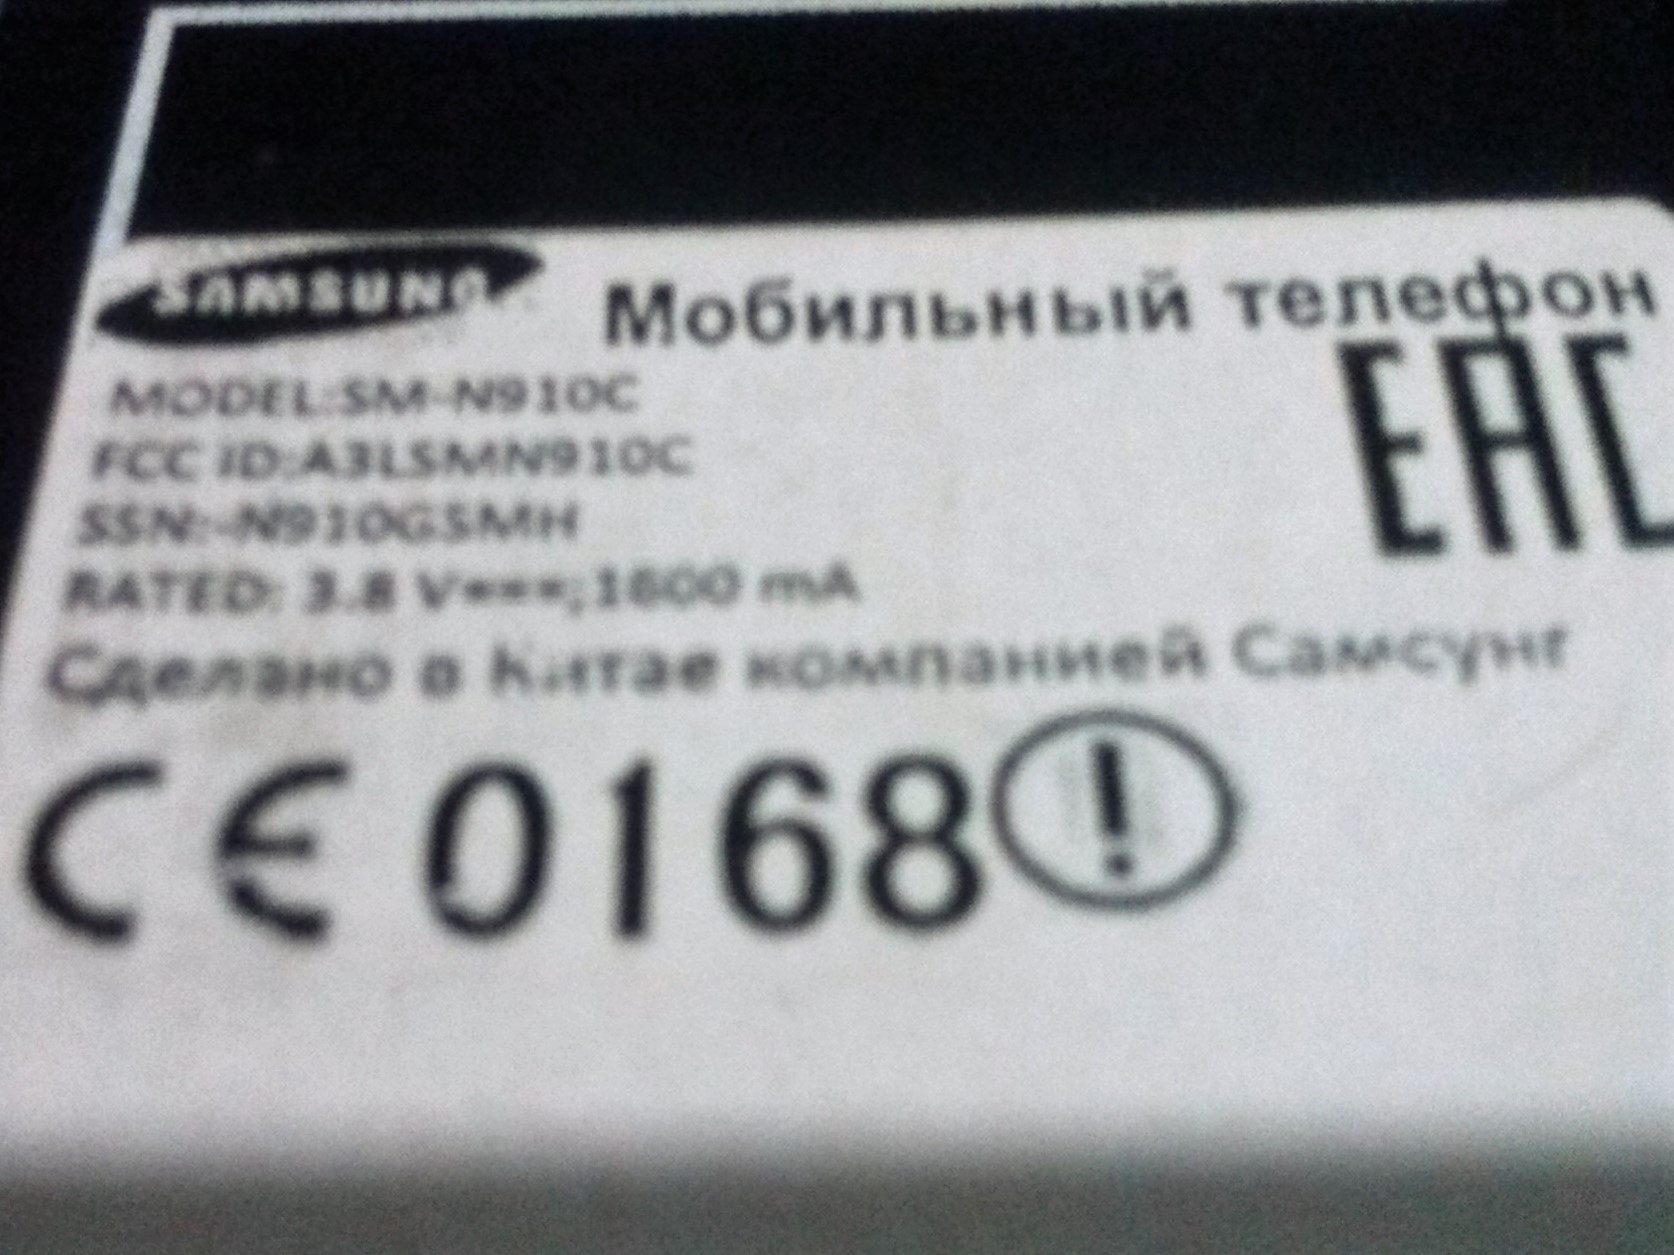 SAMSUNG
Мобильный телефон
EAC
MODEL:SM-N910C
FCC ID:A3LSMN910C
SSN:-N910GSMH
RATED: 3.8 V===;1600 mA
Сделано в Китае компанией Самсунг
CE 0168 !